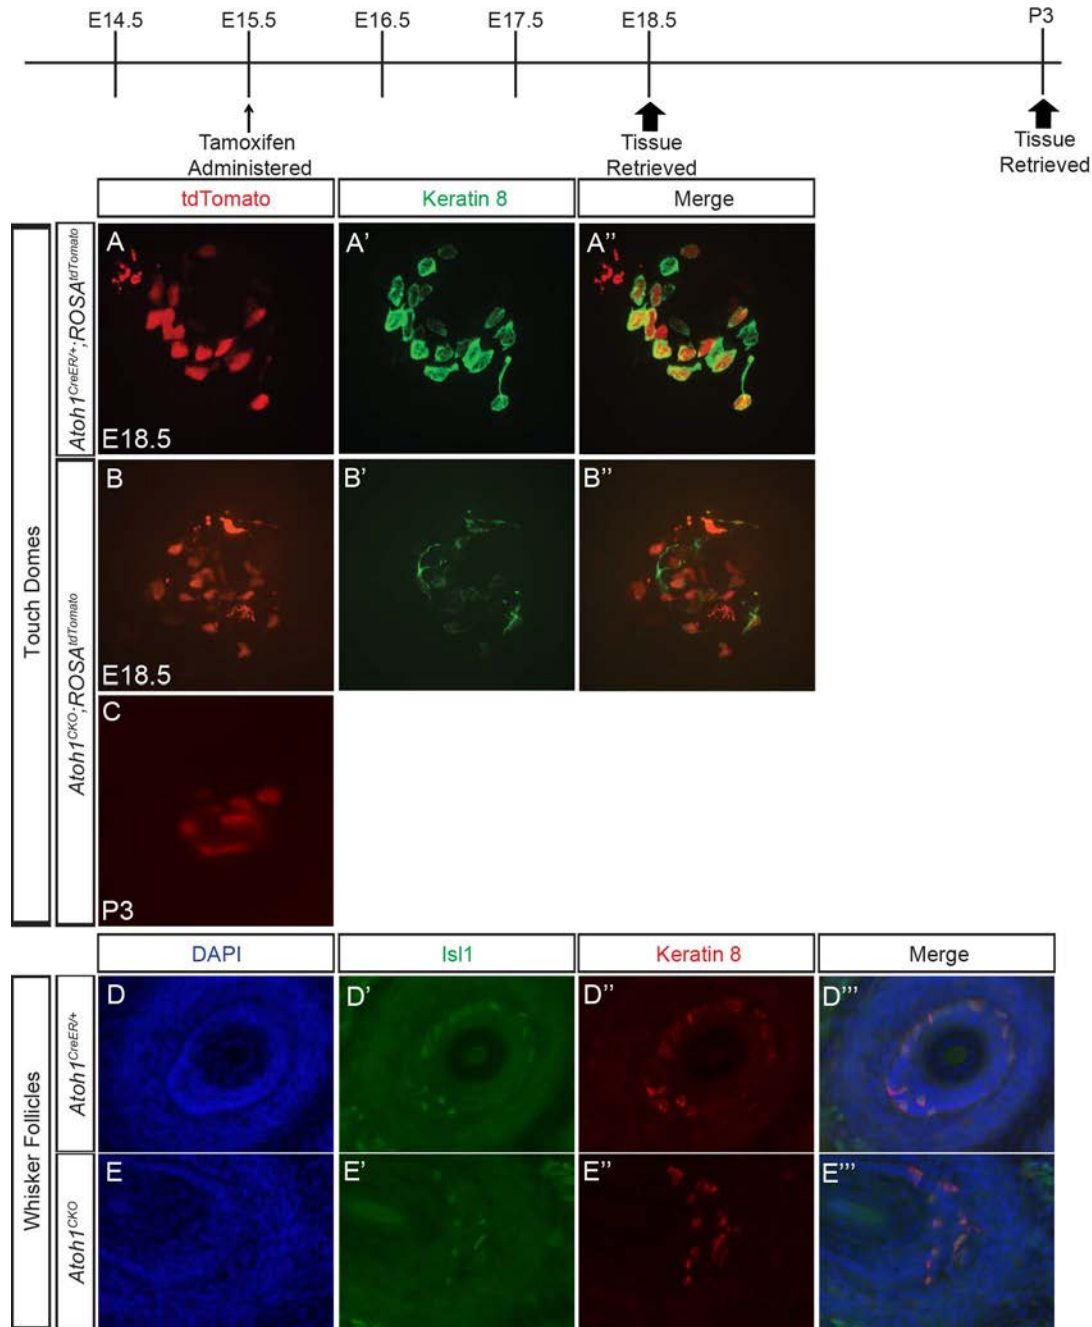 E14.5 E15.5 E16.5 E17.5 E18.5 P3
Tamoxifen
Administered
Tissue
Retrieved
Tissue
Retrieved
tdTomato Keratin 8 Merge
Touch Domes
Atoh1CreER/+;ROSAtdTomato
A
E18.5
A'
A''
Atoh1CKO;ROSAtdTomato
B
E18.5
B'
B''
C
P3
DAPI Isl1 Keratin 8 Merge
Whisker Follicles
Atoh1CreER/+
D D' D'' D'''
Atoh1CKO
E E' E'' E'''